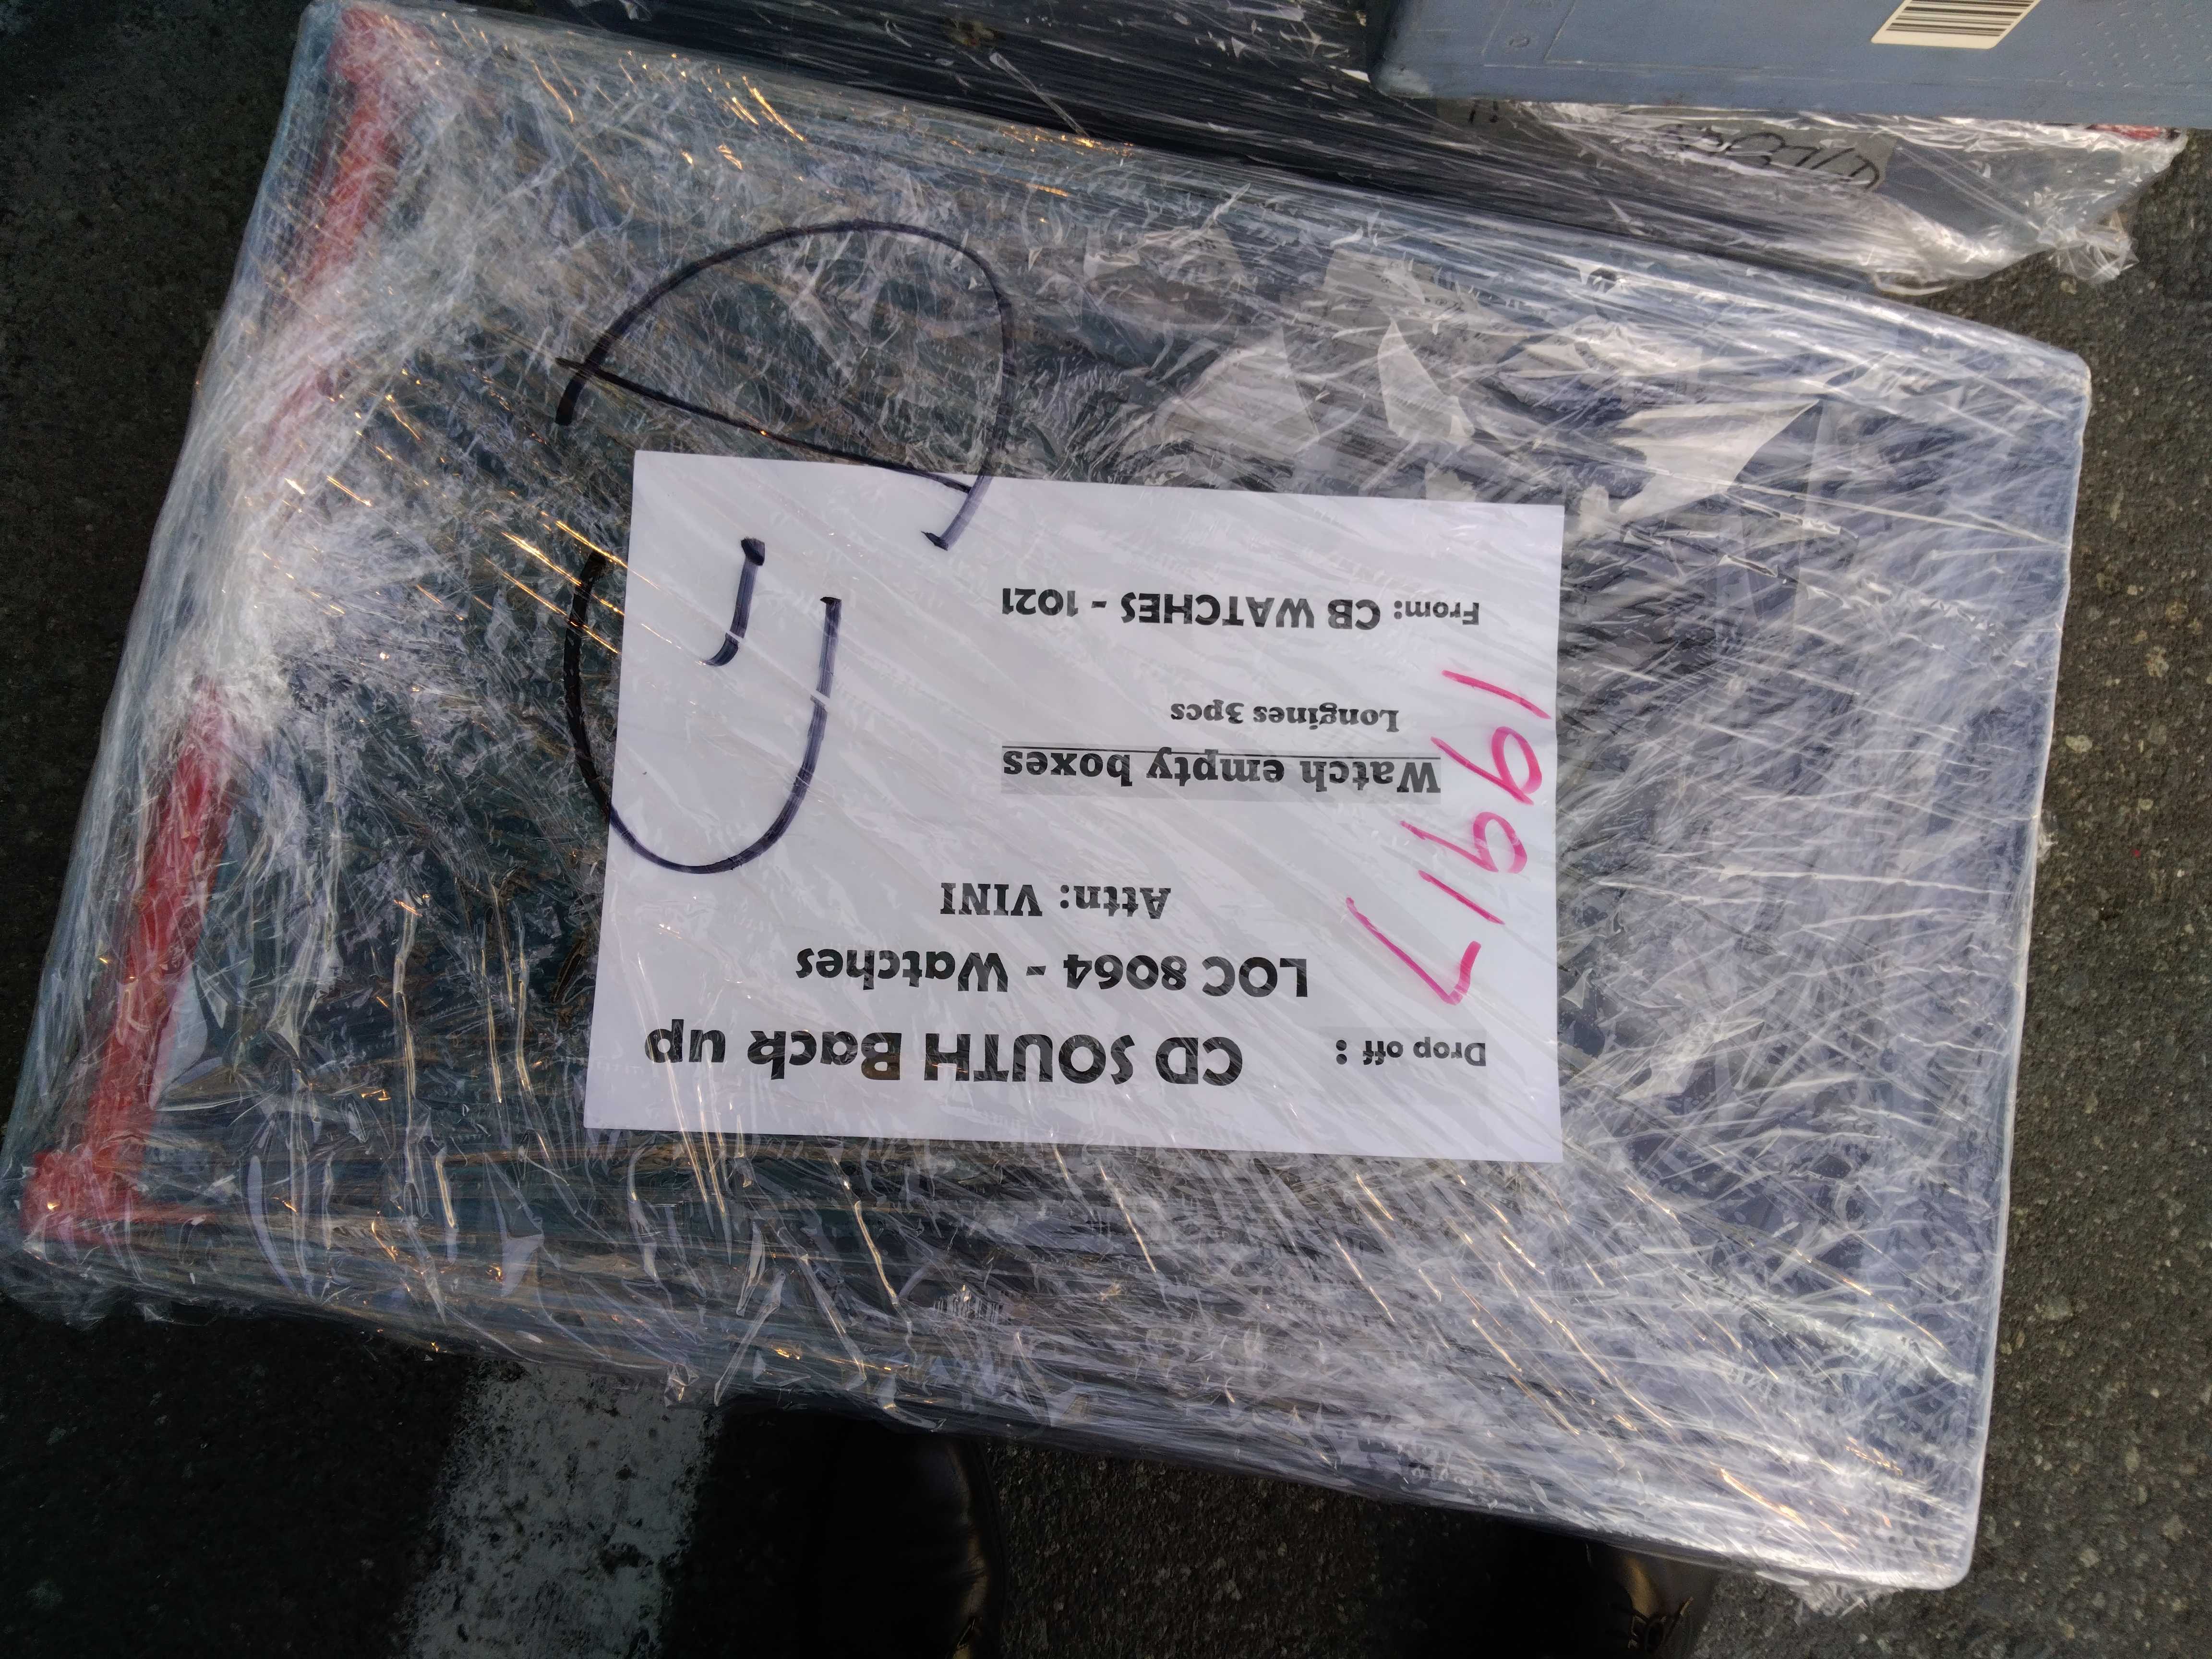 Drop off : CD SOUTH Back up
LOC 8064 - Watches
Attn: VINI
Watch empty boxes
Longines 3pcs
From: CB WATCHES - 1021
19917